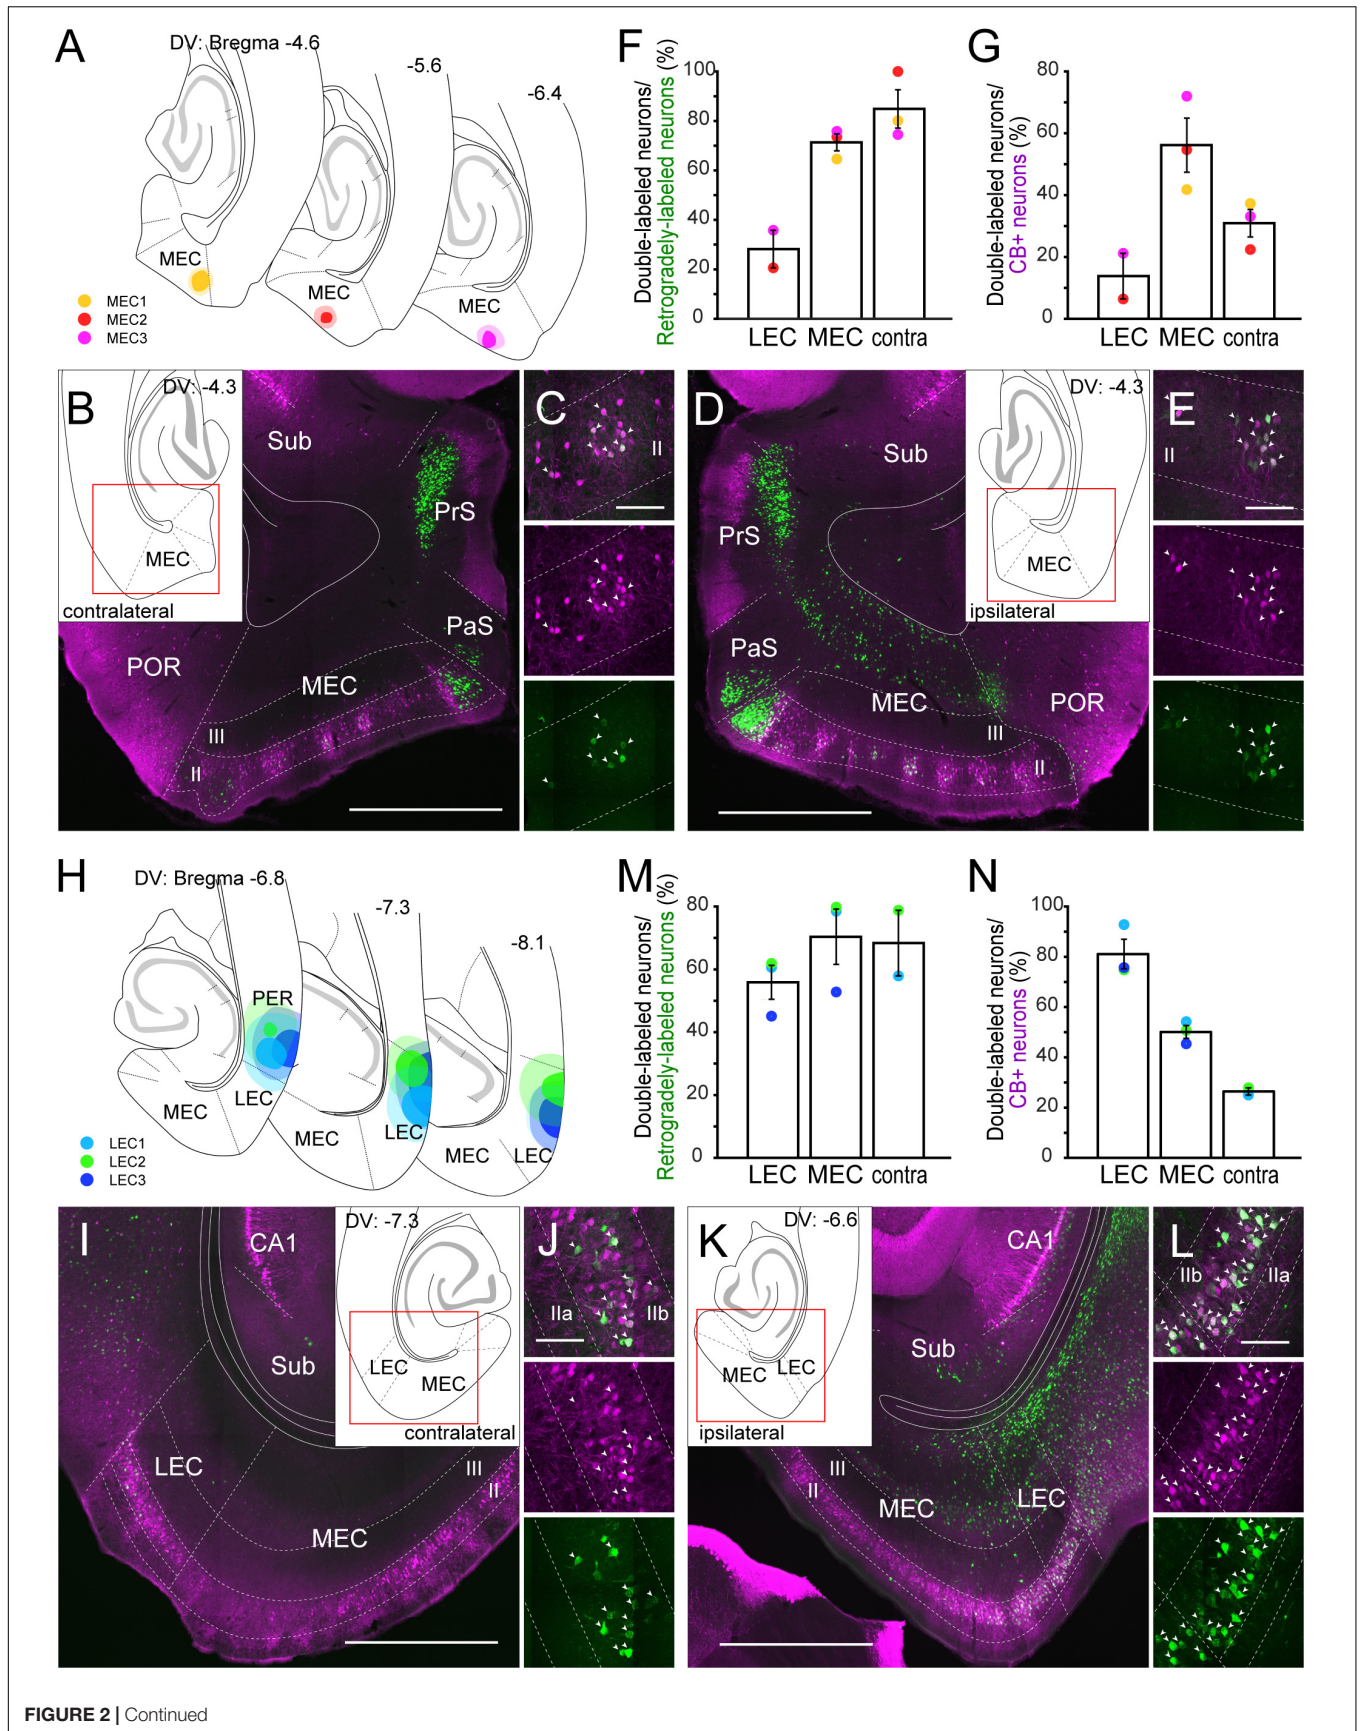 A
DV: Bregma -4.6
-5.6
-6.4
MEC
MEC
MEC
MEC1
MEC2
MEC3
F
Double-labeled neurons/
Retrogradely-labeled neurons (%)
100
80
60
40
20
0
LEC MEC contra
G
Double-labeled neurons/
CB+ neurons (%)
80
60
40
20
0
LEC MEC contra
B
DV: -4.3
MEC
contralateral
Sub
PrS
PaS
POR
MEC
III
II
C
II
D
DV: -4.3
MEC
ipsilateral
Sub
PrS
PaS
MEC
POR
III
II
E
II
H
DV: Bregma -6.8
-7.3
-8.1
PER
LEC
MEC
LEC
MEC
LEC
MEC
LEC1
LEC2
LEC3
M
Double-labeled neurons/
Retrogradely-labeled neurons (%)
80
60
40
20
0
LEC MEC contra
N
Double-labeled neurons/
CB+ neurons (%)
100
80
60
40
20
0
LEC MEC contra
I
CA1
DV: -7.3
LEC
MEC
contralateral
Sub
LEC
MEC
III
II
J
IIa
IIb
K
DV: -6.6
MEC
LEC
ipsilateral
CA1
Sub
III
II
MEC
LEC
L
IIb
IIa
FIGURE 2 | Continued